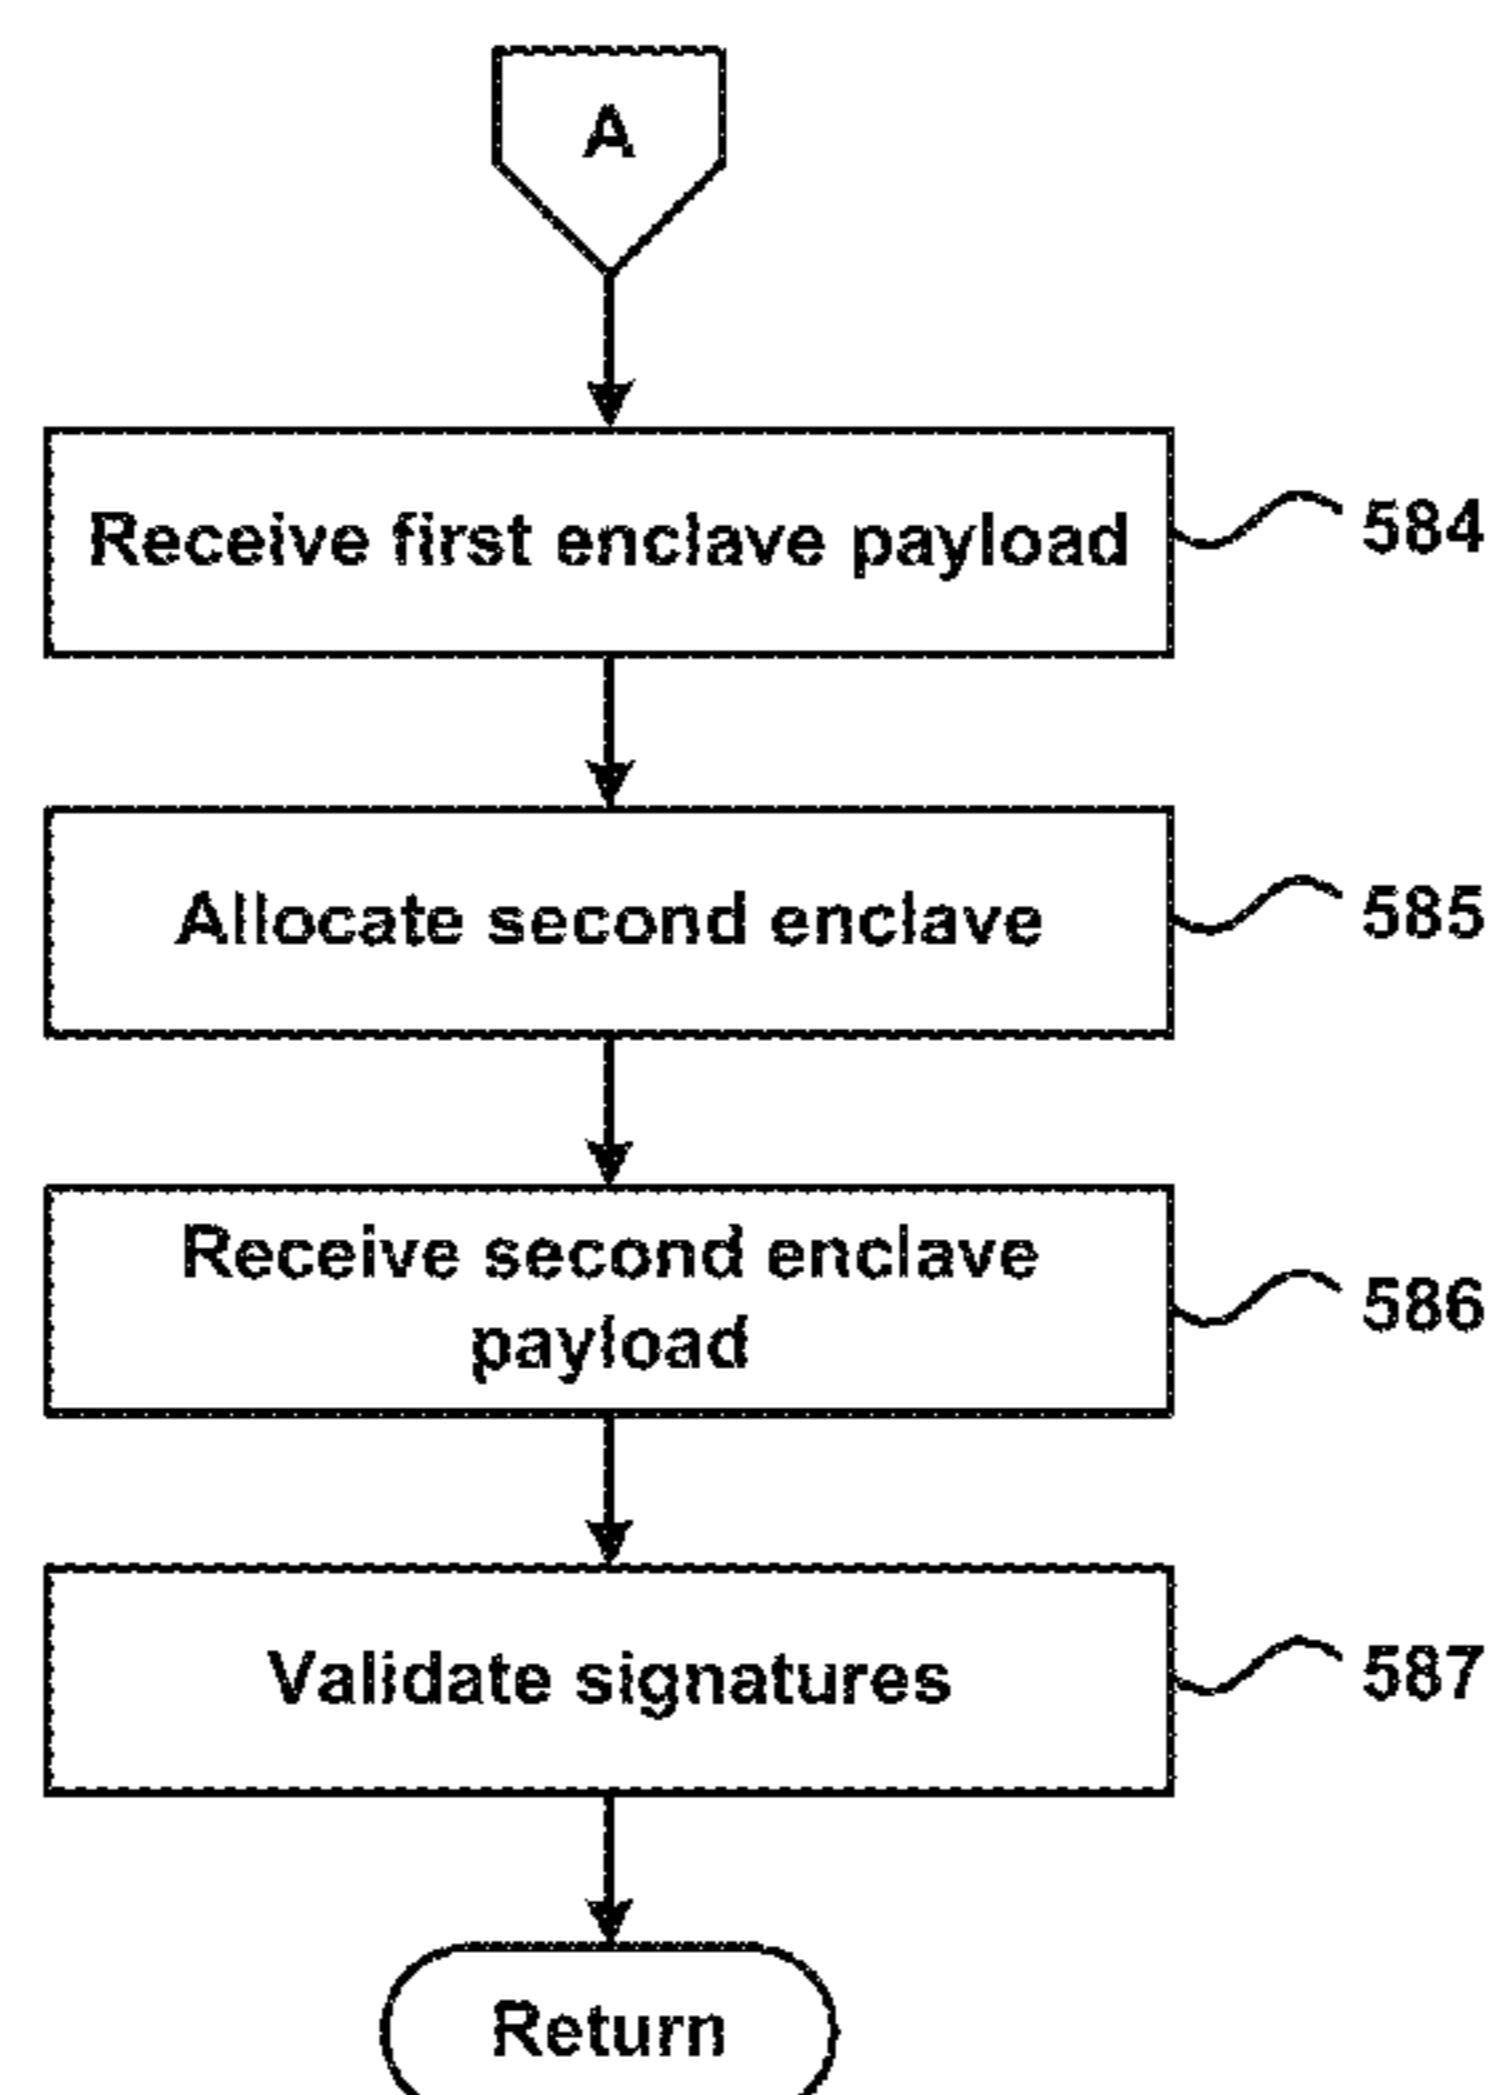 A
Receive first enclave payload
584
Allocate second enclave
585
Receive second enclave
payload
586
Validate signatures
587
Return